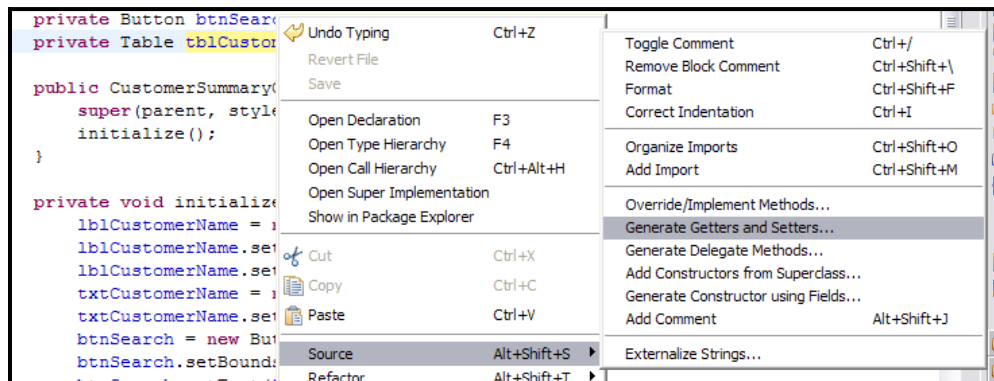 private Button btnSearc
private Table tblCustom
public CustomerSummaryC
super(parent, style
initialize();
}
private void initialize
lblCustomerName = n
lblCustomerName.set
lblCustomerName.set
txtCustomerName = n
txtCustomerName.set
btnSearch = new But
btnSearch.setBounds
Undo Typing Ctrl+Z
Revert File
Save
Open Declaration F3
Open Type Hierarchy F4
Open Call Hierarchy Ctrl+Alt+H
Open Super Implementation
Show in Package Explorer
Cut Ctrl+X
Copy Ctrl+C
Paste Ctrl+V
Source Alt+Shift+S
Refactor Alt+Shift+T
Toggle Comment Ctrl+/
Remove Block Comment Ctrl+Shift+\
Format Ctrl+Shift+F
Correct Indentation Ctrl+I
Organize Imports Ctrl+Shift+O
Add Import Ctrl+Shift+M
Override/Implement Methods...
Generate Getters and Setters...
Generate Delegate Methods...
Add Constructors from Superclass...
Generate Constructor using Fields...
Add Comment Alt+Shift+J
Externalize Strings...